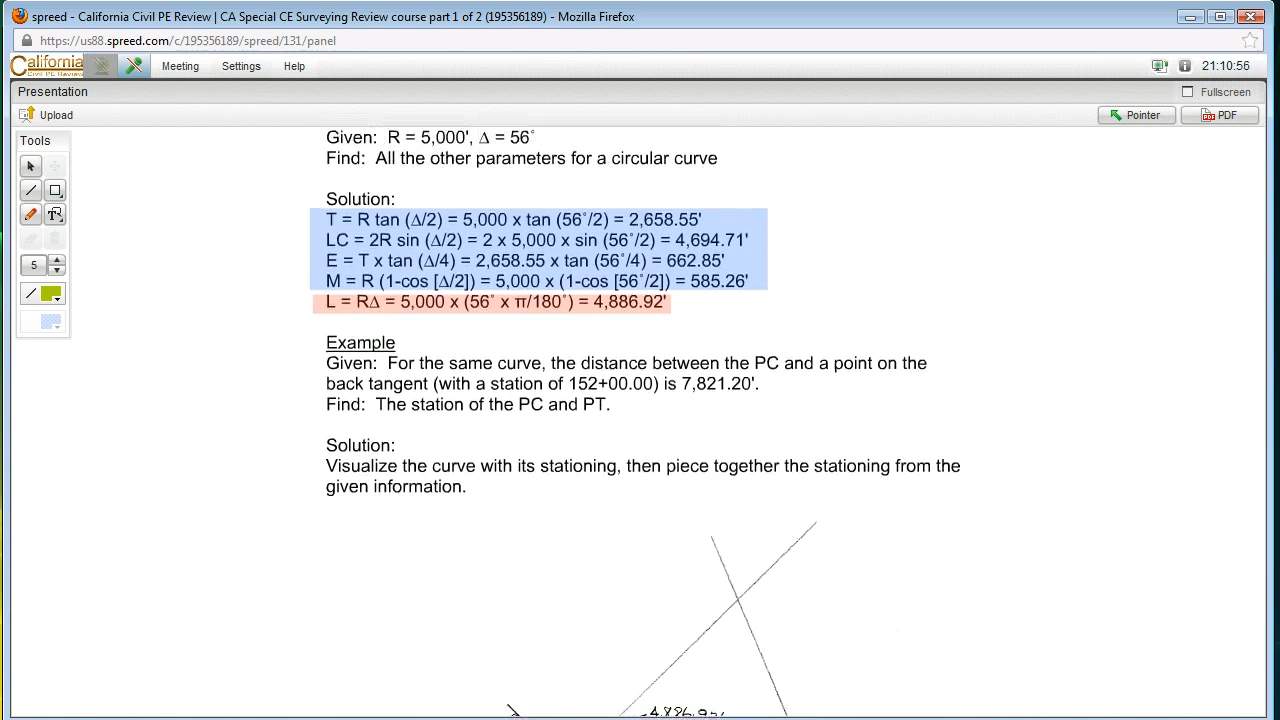 spreed - California Civil PE Review | CA Special CE Surveying Review course part 1 of 2 (195356189) - Mozilla Firefox
https://us88.spreed.com/c/195356189/spreed/131/panel
California
Civil PE Review
Meeting Settings Help
21:10:56
Presentation
Fullscreen
Upload
Pointer
PDF
Tools
5
Given: R = 5,000', Δ = 56˚
Find: All the other parameters for a circular curve
Solution:
T = R tan (Δ/2) = 5,000 x tan (56˚/2) = 2,658.55'
LC = 2R sin (Δ/2) = 2 x 5,000 x sin (56˚/2) = 4,694.71'
E = T x tan (Δ/4) = 2,658.55 x tan (56˚/4) = 662.85'
M = R (1-cos [Δ/2]) = 5,000 x (1-cos [56˚/2]) = 585.26'
L = RΔ = 5,000 x (56˚ x π/180˚) = 4,886.92'
Example
Given: For the same curve, the distance between the PC and a point on the
back tangent (with a station of 152+00.00) is 7,821.20'.
Find: The station of the PC and PT.
Solution:
Visualize the curve with its stationing, then piece together the stationing from the
given information.